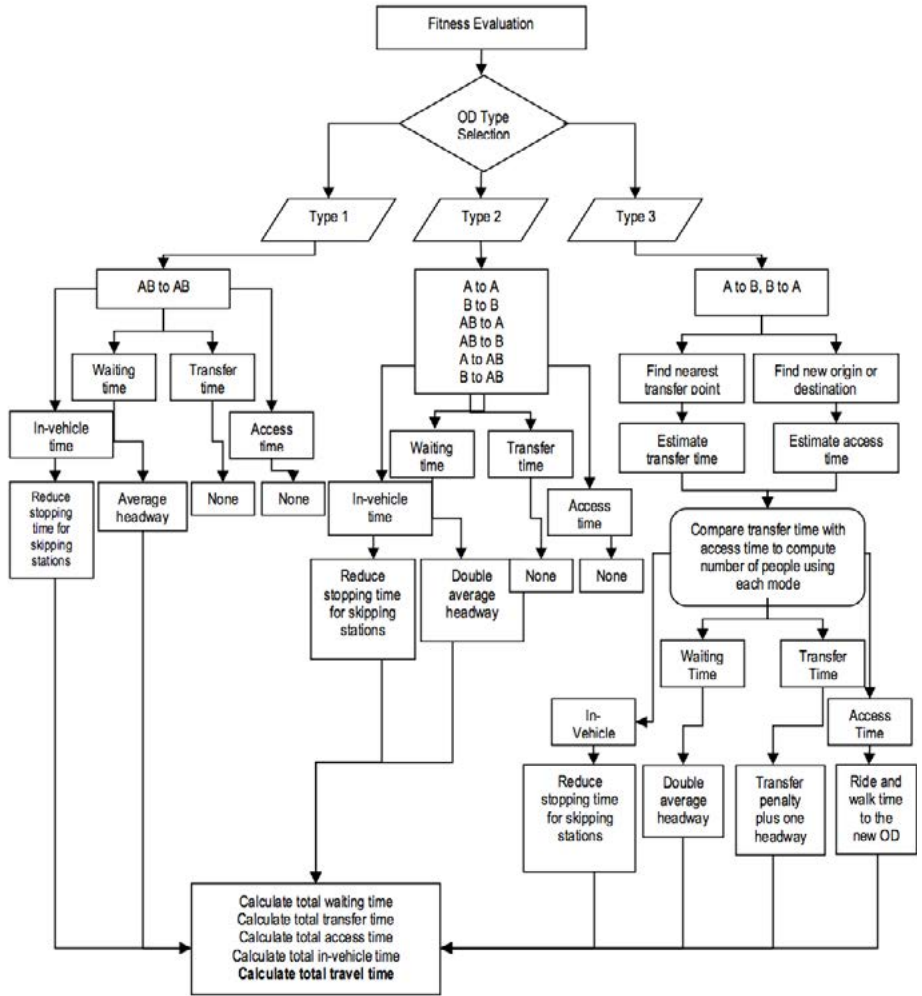 Fitness Evaluation
OD Type
Selection
Type 1
Type 2
Type 3
AB to AB
Waiting
time
Transfer
time
In-vehicle
time
Access
time
Reduce
stopping
time for
skipping
stations
Average
headway
None
None
A to A
B to B
AB to A
AB to B
A to AB
B to AB
Waiting
time
Transfer
time
In-vehicle
time
Access
time
Reduce
stopping time
for skipping
stations
Double
average
headway
None
None
A to B, B to A
Find nearest
transfer point
Find new origin or
destination
Estimate
transfer time
Estimate access
time
Compare transfer time with
access time to compute
number of people using
each mode
Waiting
Time
Transfer
Time
In-
Vehicle
Access
Time
Reduce
stopping time
for skipping
stations
Double
average
headway
Transfer
penalty
plus one
headway
Ride and
walk time
to the
new OD
Calculate total waiting time
Calculate total transfer time
Calculate total access time
Calculate total in-vehicle time
Calculate total travel time